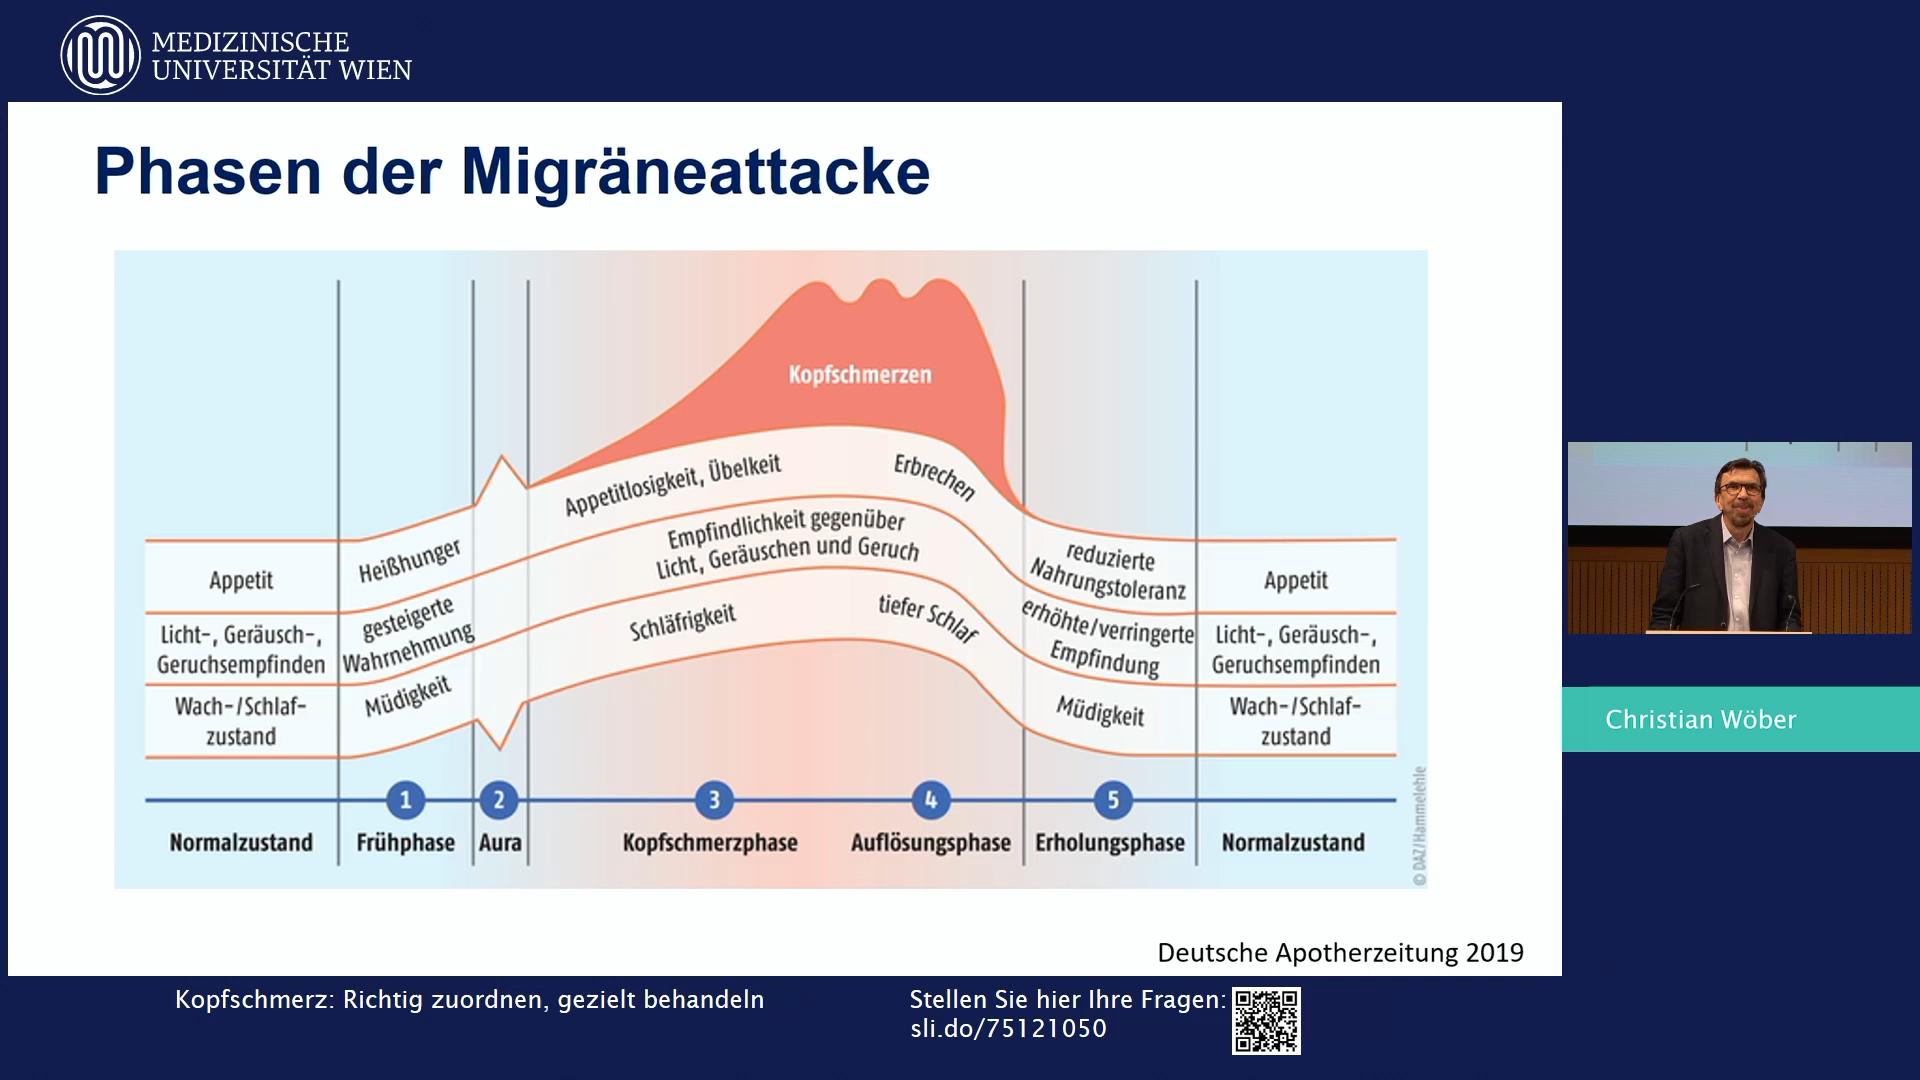 MEDIZINISCHE
UNIVERSITÄT WIEN
Phasen der Migräneattacke
Kopfschmerzen
Appetitlosigkeit, Übelkeit
Erbrechen
Empfindlichkeit gegenüber
Licht, Geräuschen und Geruch
Schläfrigkeit
tiefer Schlaf
Appetit
Licht-, Geräusch-,
Geruchsempfinden
Wach-/Schlaf-
zustand
Heißhunger
gesteigerte
Wahrnehmung
Müdigkeit
reduzierte
Nahrungstoleranz
erhöhte/verringerte
Empfindung
Müdigkeit
Appetit
Licht-, Geräusch-,
Geruchsempfinden
Wach-/Schlaf-
zustand
1 2 3 4 5
Normalzustand Frühphase Aura Kopfschmerzphase Auflösungsphase Erholungsphase Normalzustand
© DAZ/Hammelehle
Deutsche Apotherzeitung 2019
Christian Wöber
Kopfschmerz: Richtig zuordnen, gezielt behandeln
Stellen Sie hier Ihre Fragen:
sli.do/75121050